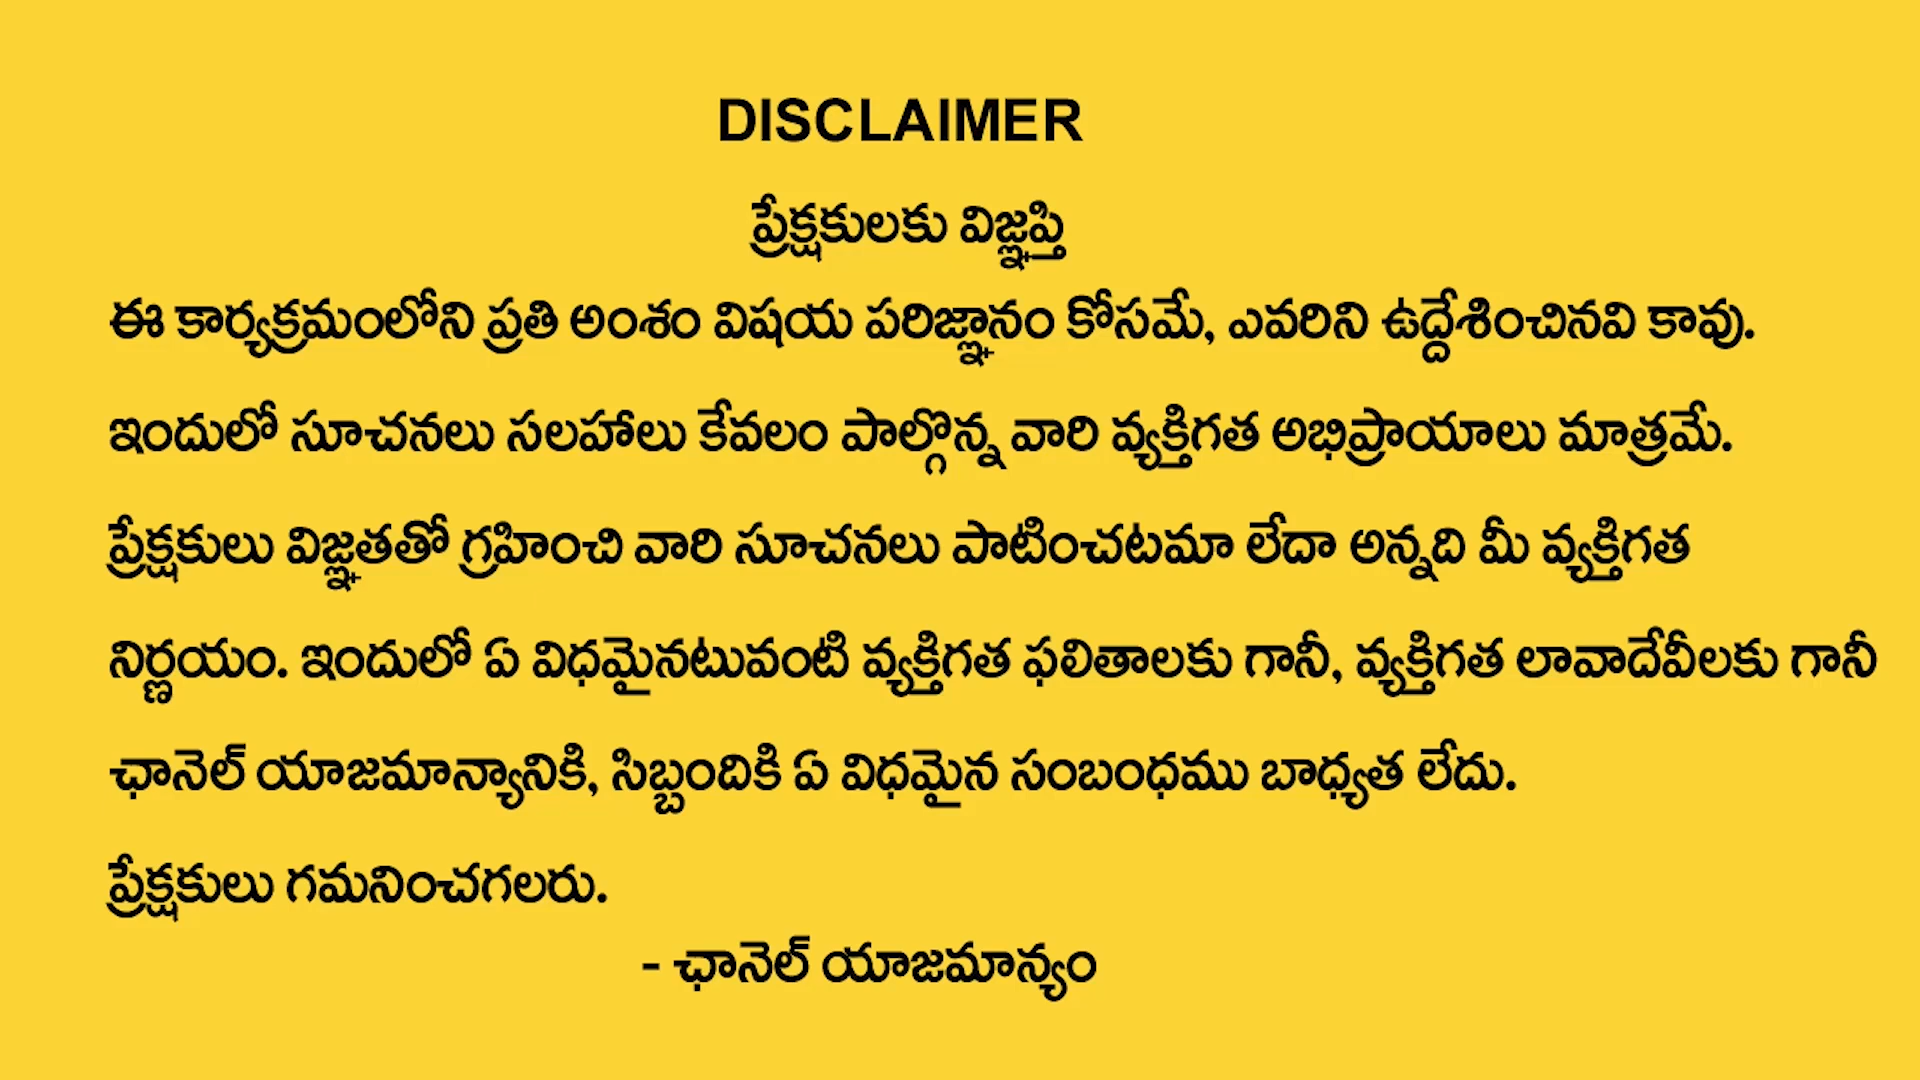 DISCLAIMER
ప్రేక్షకులకు విజ్ఞప్తి
ఈ కార్యక్రమంలోని ప్రతి అంశం విషయ పరిజ్ఞానం కోసమే, ఎవరిని ఉద్దేశించినవి కావు.
ఇందులో సూచనలు సలహాలు కేవలం పాల్గొన్న వారి వ్యక్తిగత అభిప్రాయాలు మాత్రమే.
ప్రేక్షకులు విజ్ఞతతో గ్రహించి వారి సూచనలు పాటించటమా లేదా అన్నది మీ వ్యక్తిగత
నిర్ణయం. ఇందులో ఏ విధమైనటువంటి వ్యక్తిగత ఫలితాలకు గానీ, వ్యక్తిగత లావాదేవీలకు గానీ
ఛానెల్ యాజమాన్యానికి, సిబ్బందికి ఏ విధమైన సంబంధము బాధ్యత లేదు.
ప్రేక్షకులు గమనించగలరు.
- ఛానెల్ యాజమాన్యం